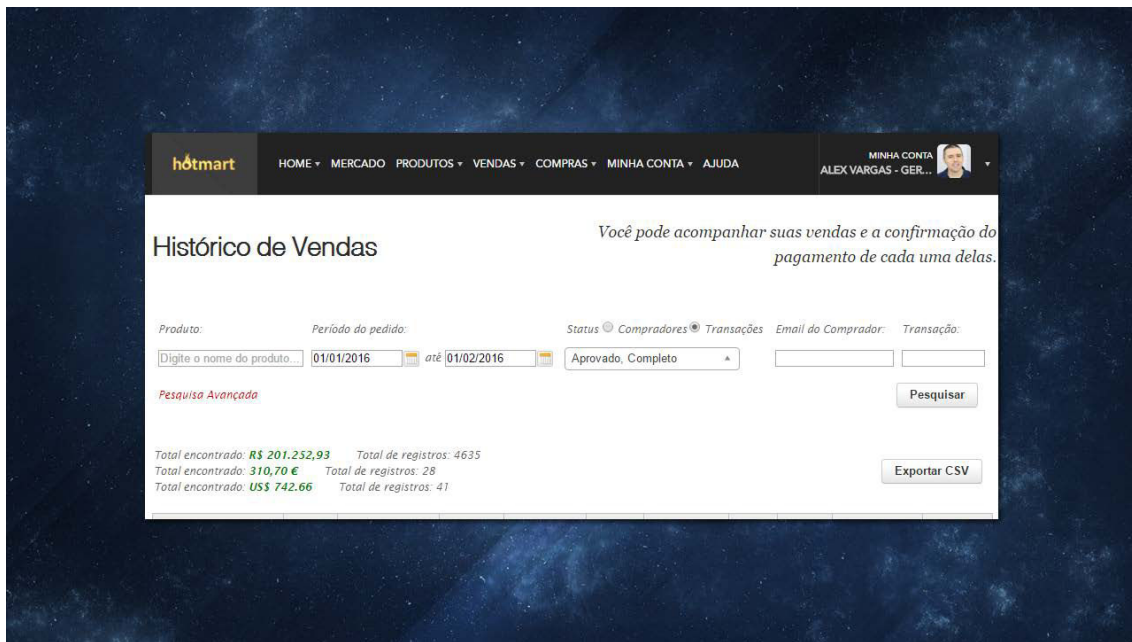 hotmart HOME MERCADO PRODUTOS VENDAS COMPRAS MINHA CONTA AJUDA
MINHA CONTA
ALEX VARGAS - GER...
Histórico de Vendas
Você pode acompanhar suas vendas e a confirmação do
pagamento de cada uma delas.
Produto: Período do pedido: Status Compradores Transações Email do Comprador: Transação:
Digite o nome do produto... 01/01/2016 até 01/02/2016 Aprovado, Completo
Pesquisa Avançada Pesquisar
Total encontrado: R$ 201.252,93 Total de registros: 4635
Total encontrado: 310,70 € Total de registros: 28
Total encontrado: US$ 742.66 Total de registros: 41
Exportar CSV